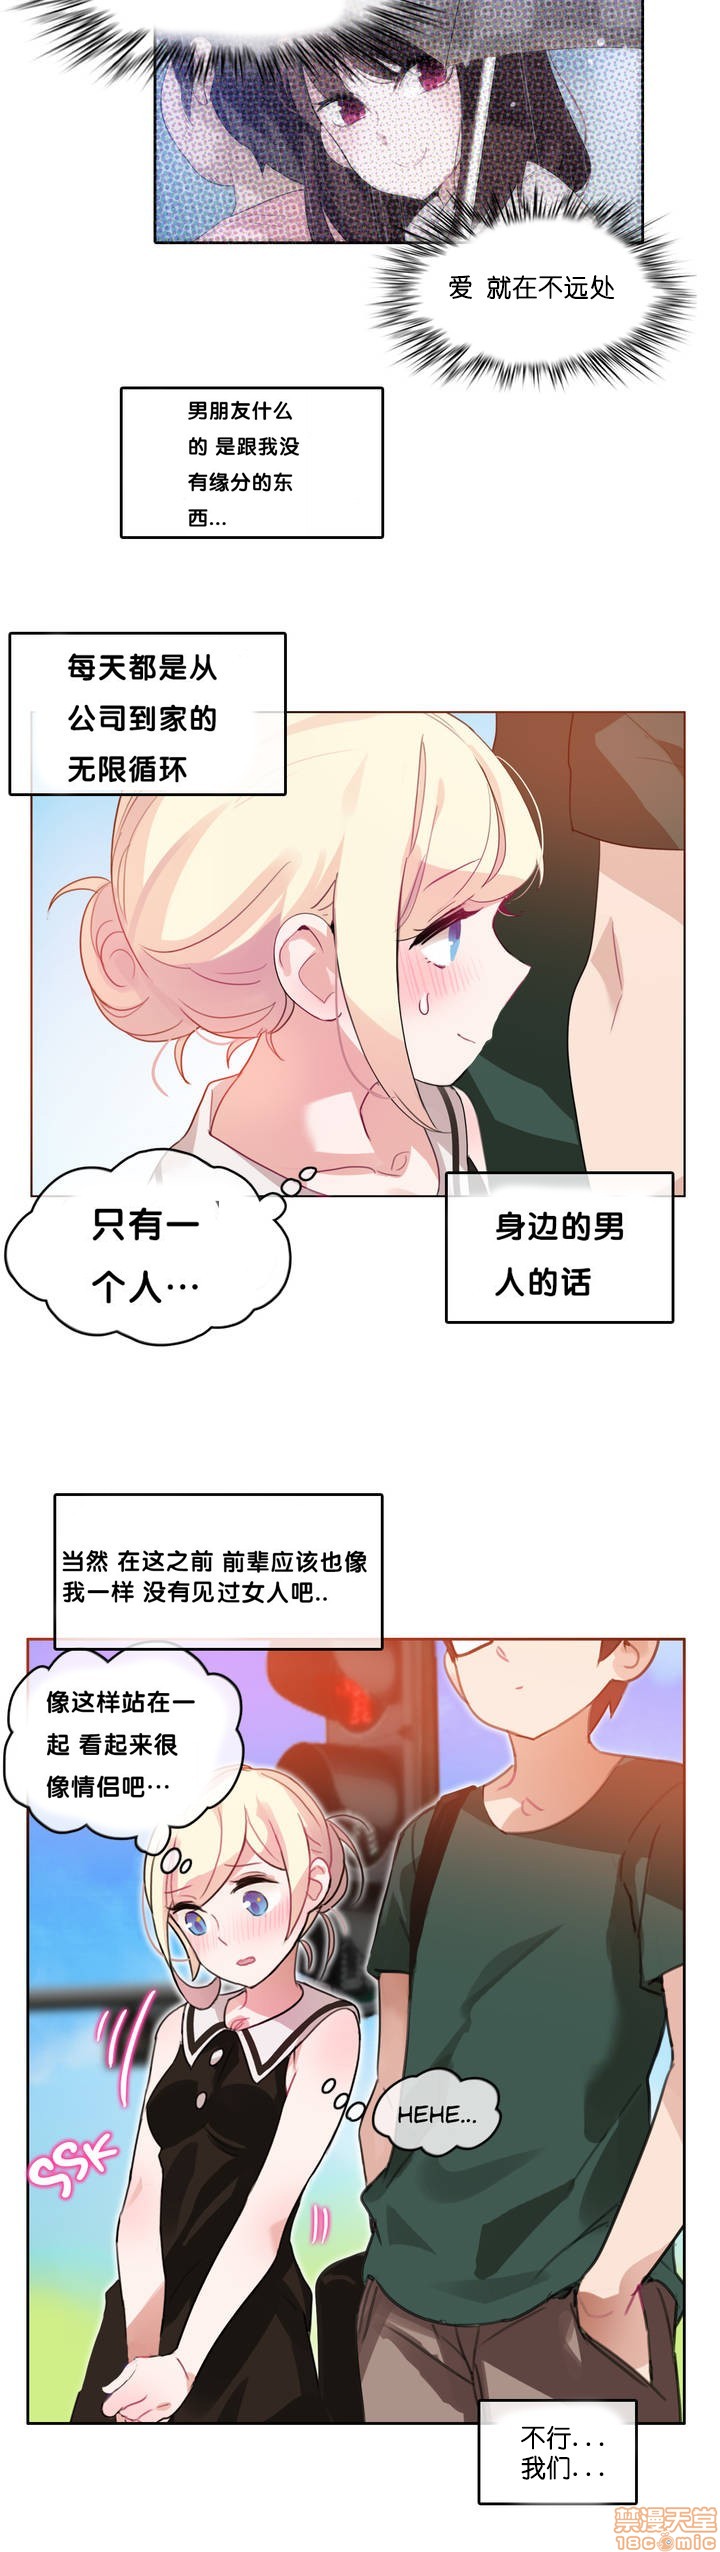 爱 就在不远处
男朋友什么
的 是跟我没
有缘分的东
西...
每天都是从
公司到家的
无限循环
只有一
个人…
身边的男
人的话
当然 在这之前 前辈应该也像
我一样 没有见过女人吧..
像这样站在一
起 看起来很
像情侣吧…
HEHE...
SSK
不行...
我们...
禁漫天堂
18comic